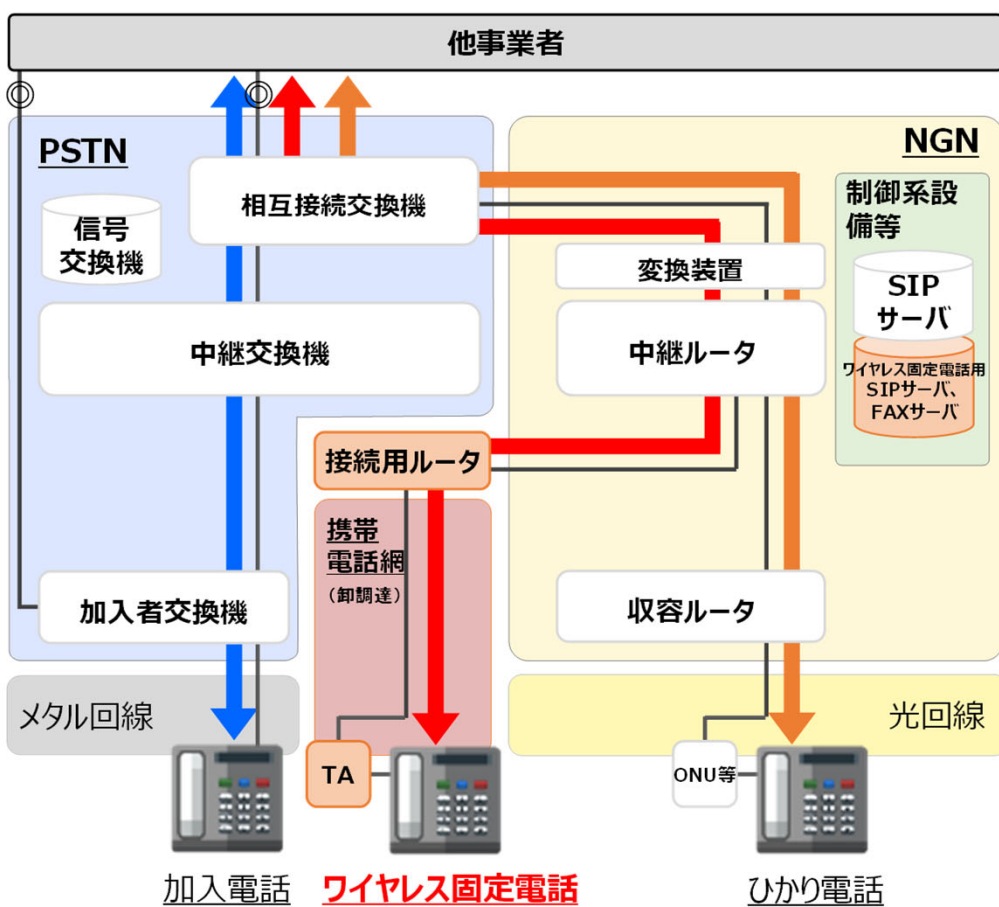 他事業者
PSTN
相互接続交換機
信号
交換機
中継交換機
加入者交換機
メタル回線
加入電話
接続用ルータ
携帯
電話網
（卸調達）
TA
ワイヤレス固定電話
NGN
変換装置
中継ルータ
収容ルータ
制御系設
備等
SIP
サーバ
ワイヤレス固定電話用
SIPサーバ、
FAXサーバ
光回線
ONU等
ひかり電話